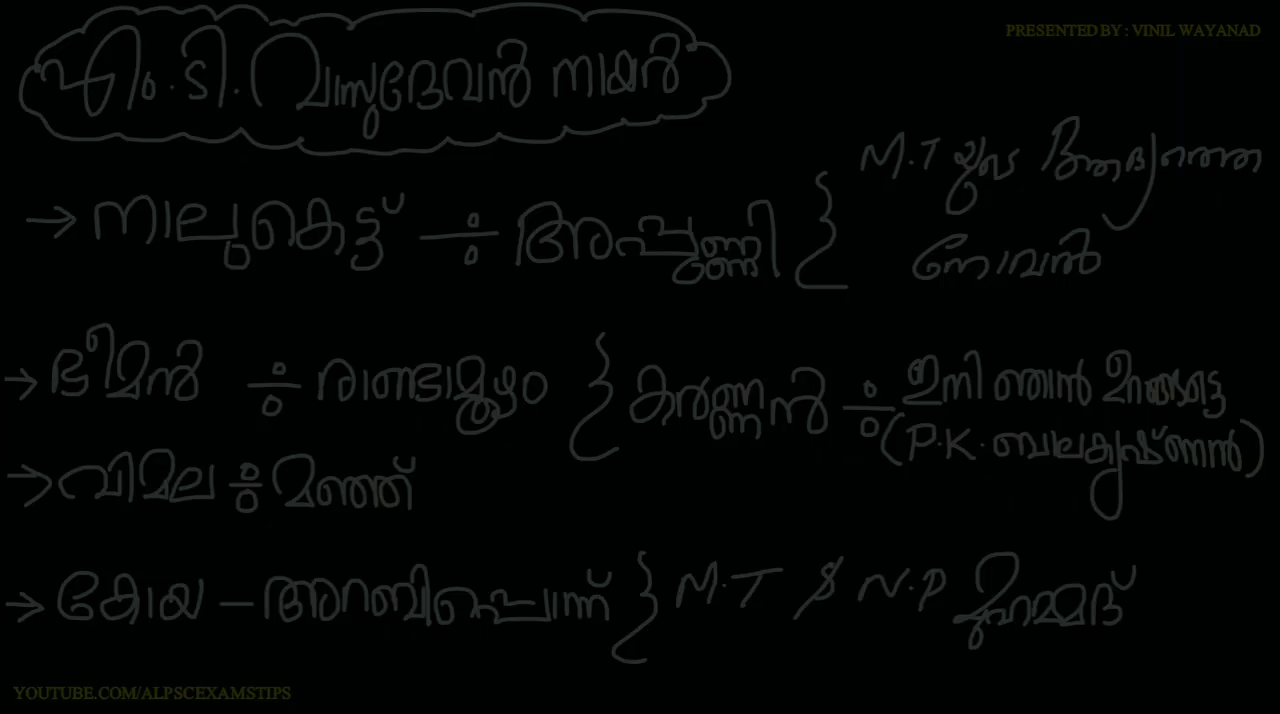 PRESENTED BY : VINIL WAYANAD
എം.ടി. വാസുദേവൻ നായർ
→ നാലുകെട്ട് ÷ അപ്പുണ്ണി } M.T യുടെ ആദ്യത്തെ
നോവൽ
→ ഭീമൻ ÷ രണ്ടാമൂഴം { കർണ്ണൻ ÷ ഇനി ഞാൻ ഉറങ്ങട്ടെ
(P.K. ബാലകൃഷ്ണൻ)
→ വിമല ÷ മഞ്ഞ്
→ കോയ - അറബിപ്പൊന്ന് } M.T & N.P മുഹമ്മദ്
YOUTUBE.COM/ALPSCEXAMSTIPS